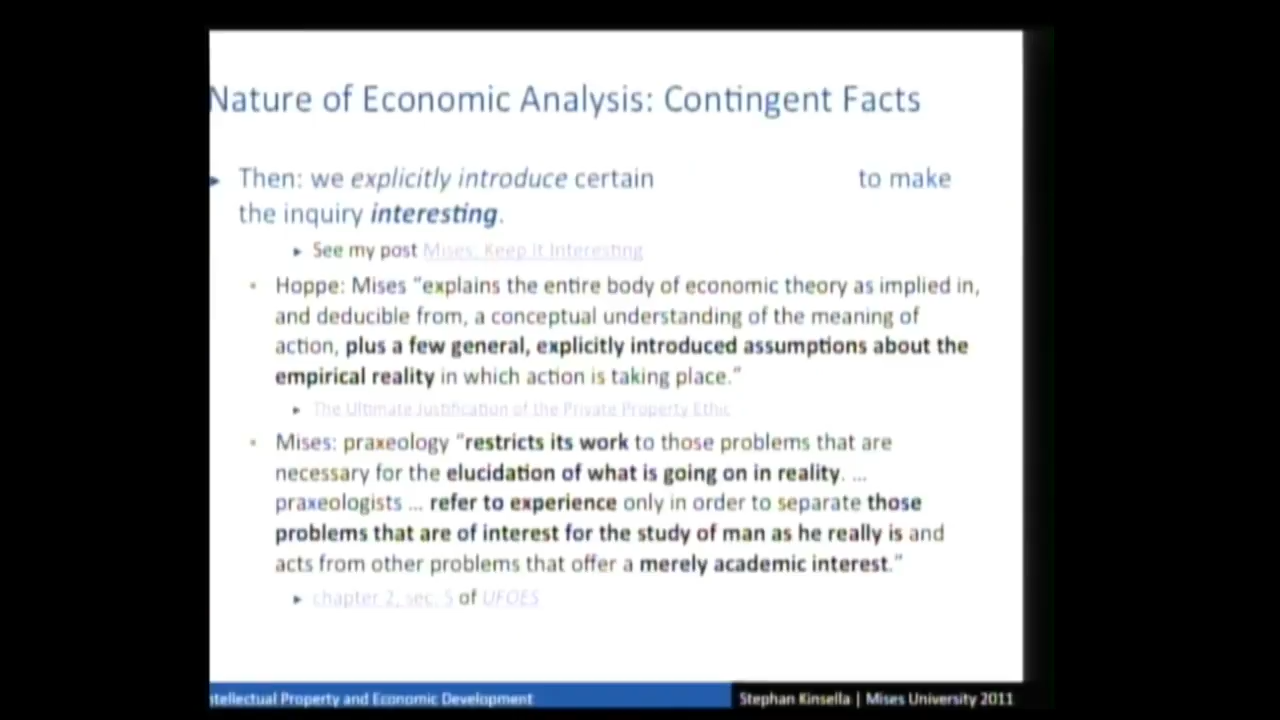 Nature of Economic Analysis: Contingent Facts
Then: we explicitly introduce certain to make
the inquiry interesting.
See my post Mises: Keep It Interesting
Hoppe: Mises “explains the entire body of economic theory as implied in,
and deducible from, a conceptual understanding of the meaning of
action, plus a few general, explicitly introduced assumptions about the
empirical reality in which action is taking place.”
The Ultimate Justification of the Private Property Ethic
Mises: praxeology “restricts its work to those problems that are
necessary for the elucidation of what is going on in reality. ...
praxeologists ... refer to experience only in order to separate those
problems that are of interest for the study of man as he really is and
acts from other problems that offer a merely academic interest.”
chapter 2, sec. 5 of UFOES
ntellectual Property and Economic Development
Stephan Kinsella | Mises University 2011